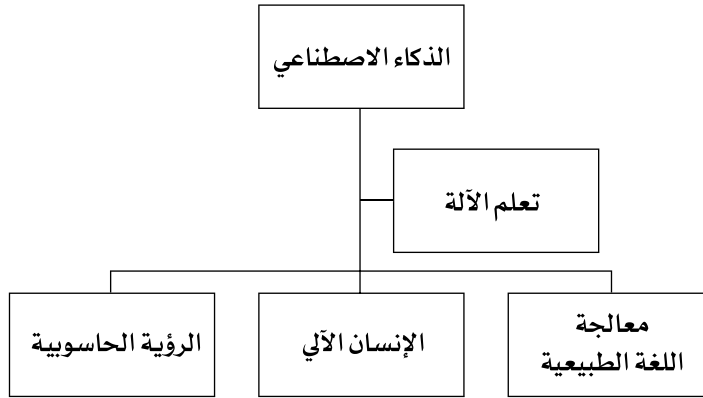 الذكاء الاصطناعي
تعلم الآلة
معالجة
اللغة الطبيعية
الإنسان الآلي
الرؤية الحاسوبية